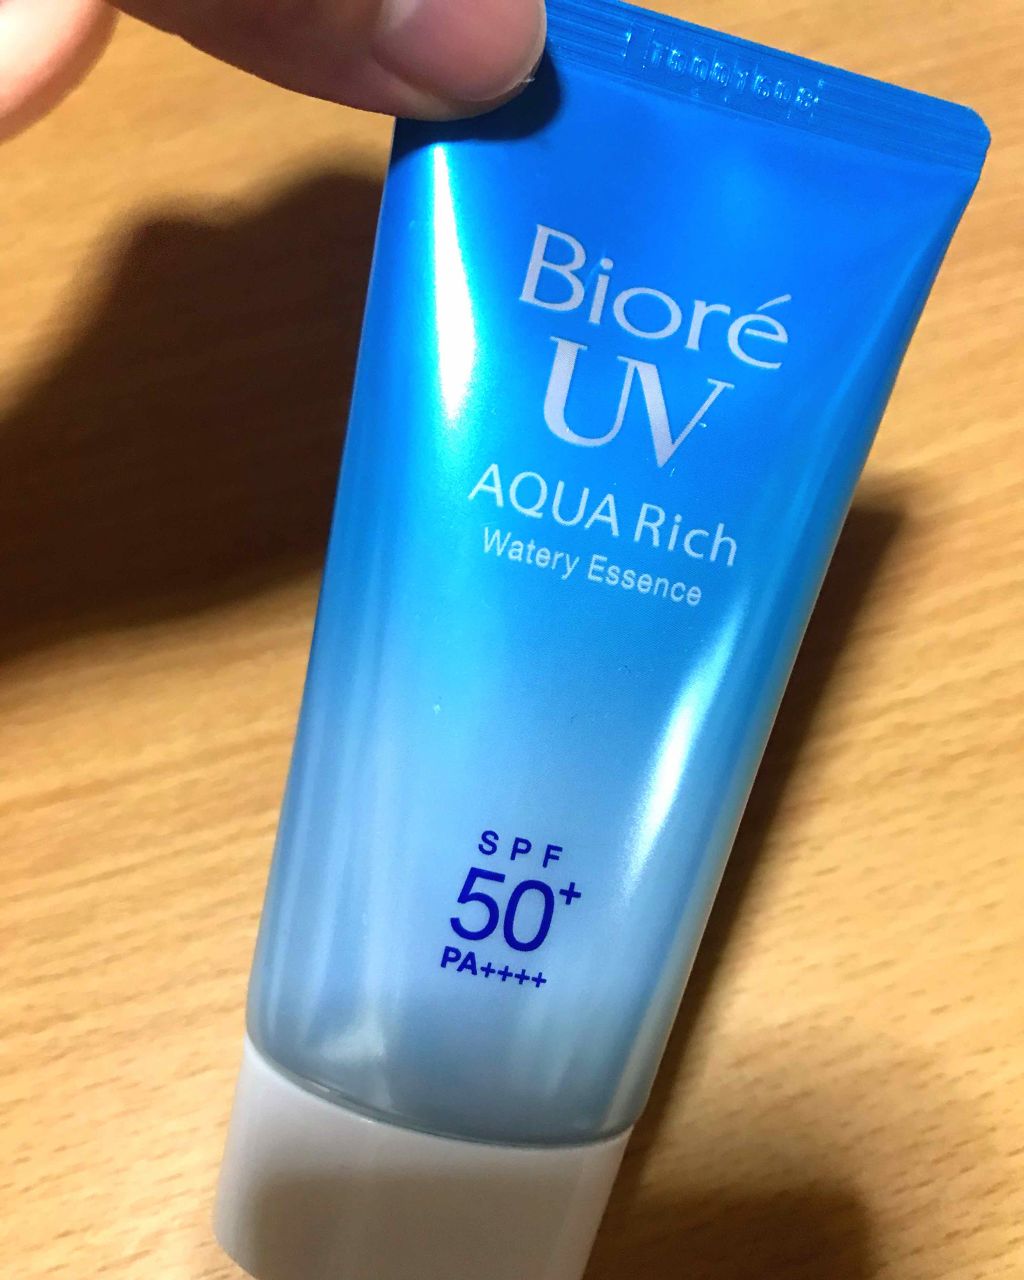 Bioré
UV
AQUA Rich
Watery Essence
SPF
50+
PA++++